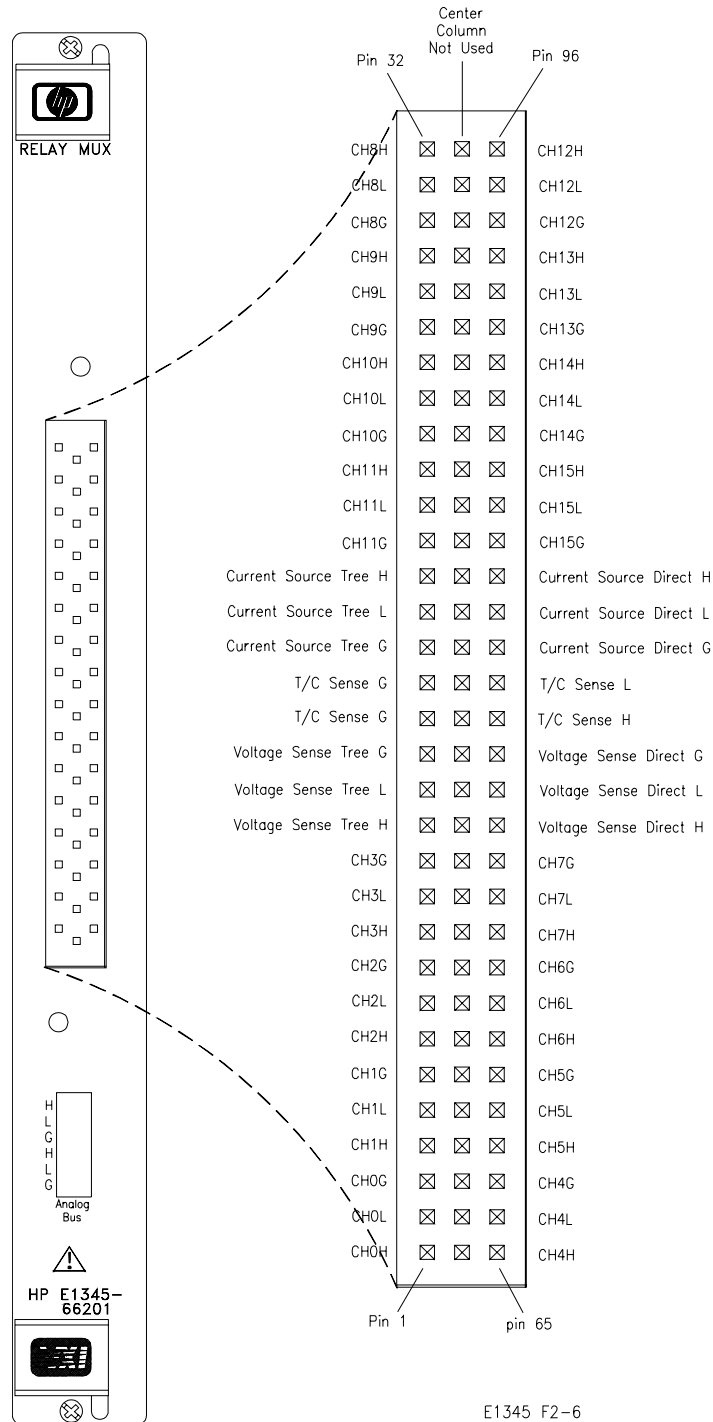 Center
Column
Not Used
Pin 32
Pin 96
hp
RELAY MUX
CH8H CH12H
CH8L CH12L
CH8G CH12G
CH9H CH13H
CH9L CH13L
CH9G CH13G
CH10H CH14H
CH10L CH14L
CH10G CH14G
CH11H CH15H
CH11L CH15L
CH11G CH15G
Current Source Tree H Current Source Direct H
Current Source Tree L Current Source Direct L
Current Source Tree G Current Source Direct G
T/C Sense G T/C Sense L
T/C Sense G T/C Sense H
Voltage Sense Tree G Voltage Sense Direct G
Voltage Sense Tree L Voltage Sense Direct L
Voltage Sense Tree H Voltage Sense Direct H
CH3G CH7G
CH3L CH7L
CH3H CH7H
CH2G CH6G
CH2L CH6L
CH2H CH6H
CH1G CH5G
CH1L CH5L
CH1H CH5H
CH0G CH4G
CH0L CH4L
CH0H CH4H
Pin 1
pin 65
H
L
G
H
L
G
Analog
Bus
HP E1345-
66201
VXI
E1345 F2-6